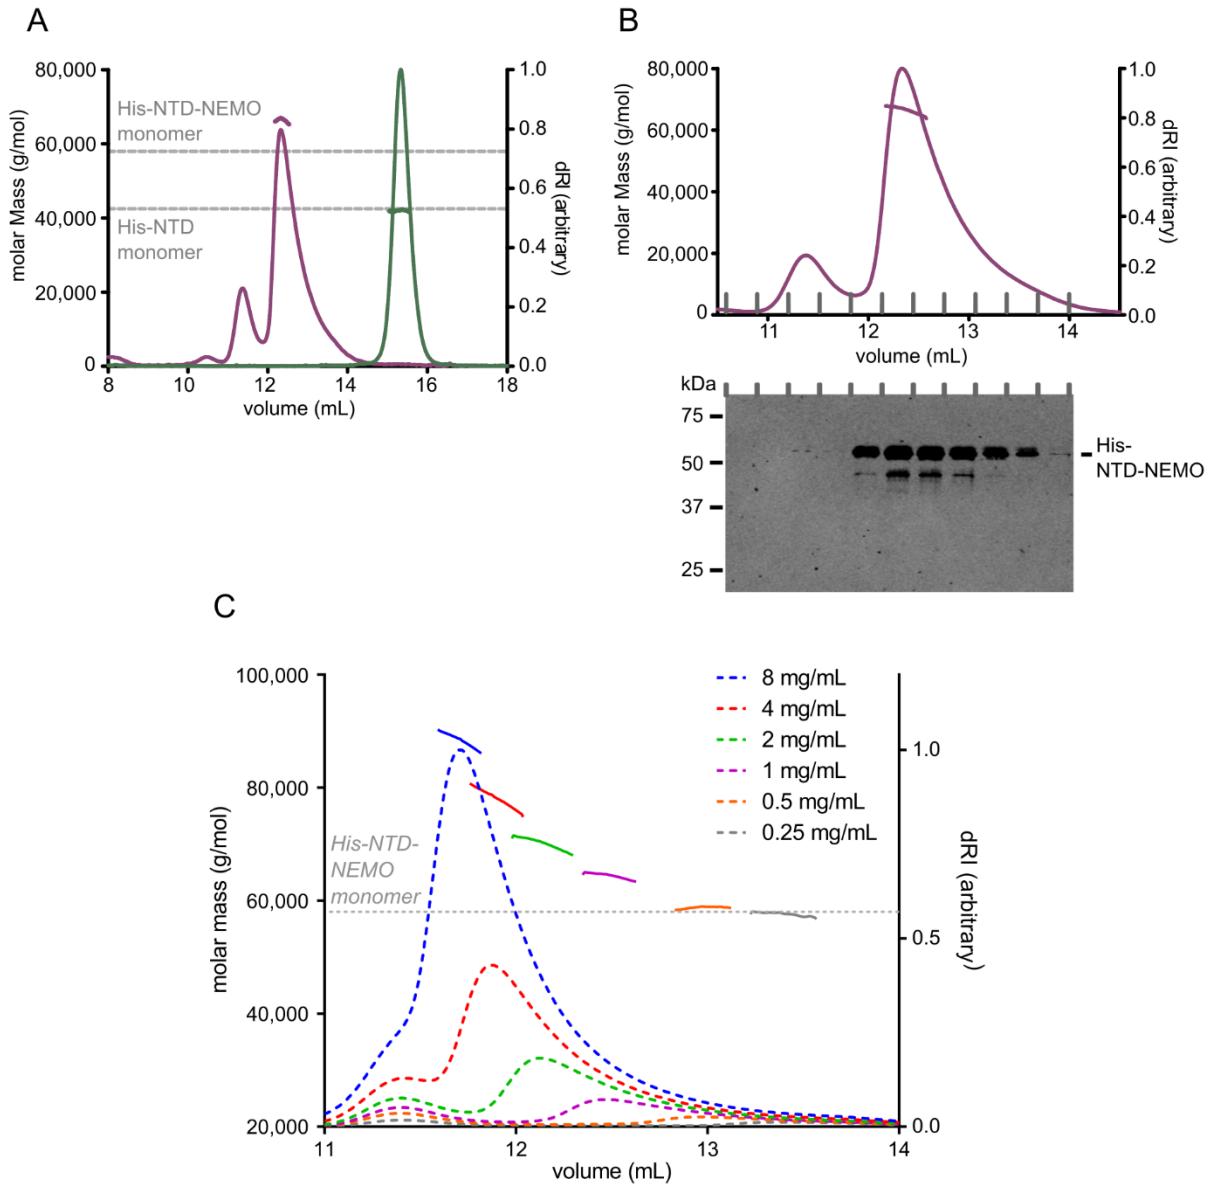 A
80,000
60,000
40,000
20,000
0
molar Mass (g/mol)
His-NTD-NEMO
monomer
His-NTD
monomer
1.0
0.8
0.6
0.4
0.2
0.0
dRI (arbitrary)
8 10 12 14 16 18
volume (mL)
B
80,000
60,000
40,000
20,000
0
molar Mass (g/mol)
1.0
0.8
0.6
0.4
0.2
0.0
dRI (arbitrary)
11 12 13 14
volume (mL)
kDa
75
50
37
25
His-
NTD-NEMO
C
100,000
80,000
60,000
40,000
20,000
molar mass (g/mol)
His-NTD-
NEMO
monomer
8 mg/mL
4 mg/mL
2 mg/mL
1 mg/mL
0.5 mg/mL
0.25 mg/mL
1.0
0.5
0.0
dRI (arbitrary)
11 12 13 14
volume (mL)